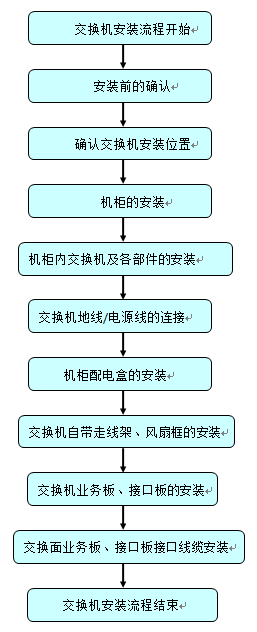 交换机安装流程开始
安装前的确认
确认交换机安装位置
机柜的安装
机柜内交换机及各部件的安装
交换机地线/电源线的连接
机柜配电盒的安装
交换机自带走线架、风扇框的安装
交换机业务板、接口板的安装
交换面业务板、接口板接口线缆安装
交换机安装流程结束